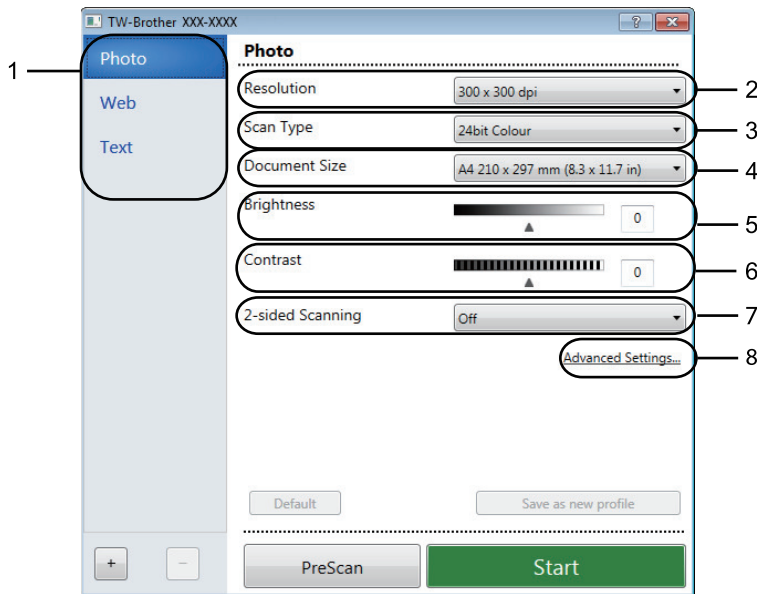 TW-Brother XXX-XXXX
?
1
Photo
Web
Text
Photo
Resolution 300 x 300 dpi 2
Scan Type 24bit Colour 3
Document Size A4 210 x 297 mm (8.3 x 11.7 in) 4
Brightness 0 5
Contrast 0 6
2-sided Scanning Off 7
Advanced Settings... 8
Default Save as new profile
+ - PreScan Start